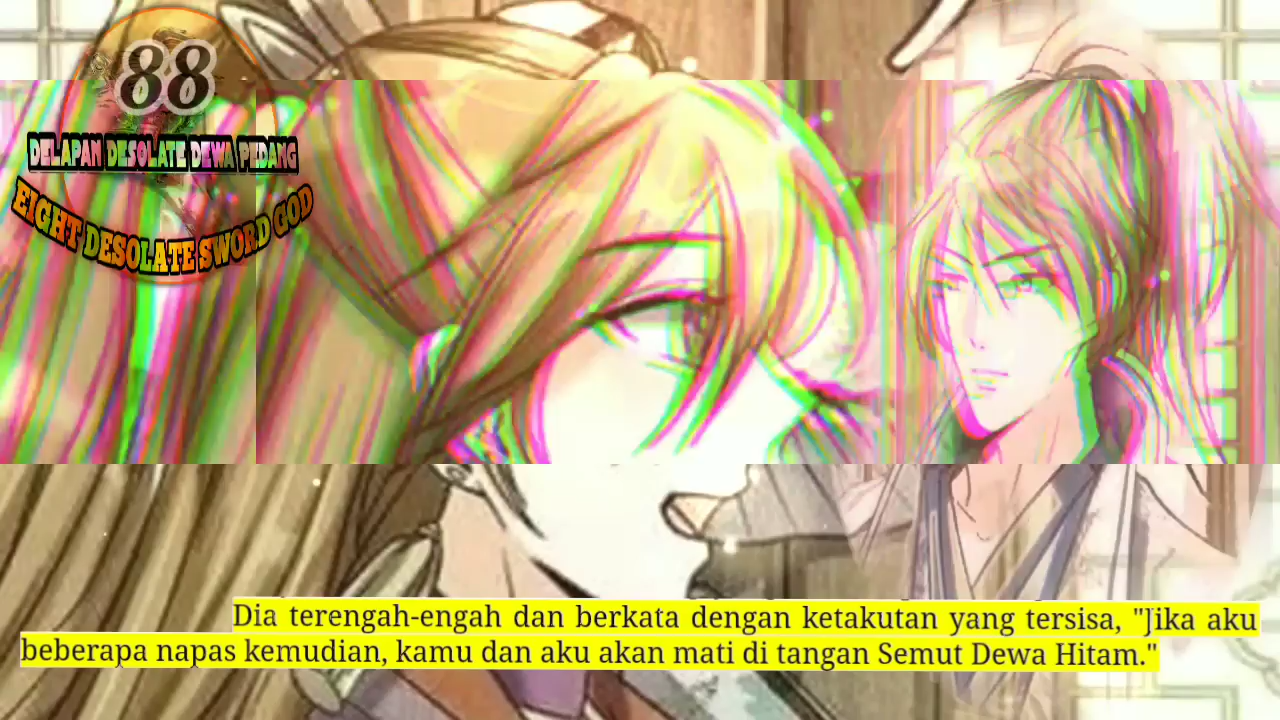 88
DELAPAN DESOLATE DEWA PEDANG
EIGHT DESOLATE SWORD GOD
Dia terengah-engah dan berkata dengan ketakutan yang tersisa, "Jika aku
beberapa napas kemudian, kamu dan aku akan mati di tangan Semut Dewa Hitam."